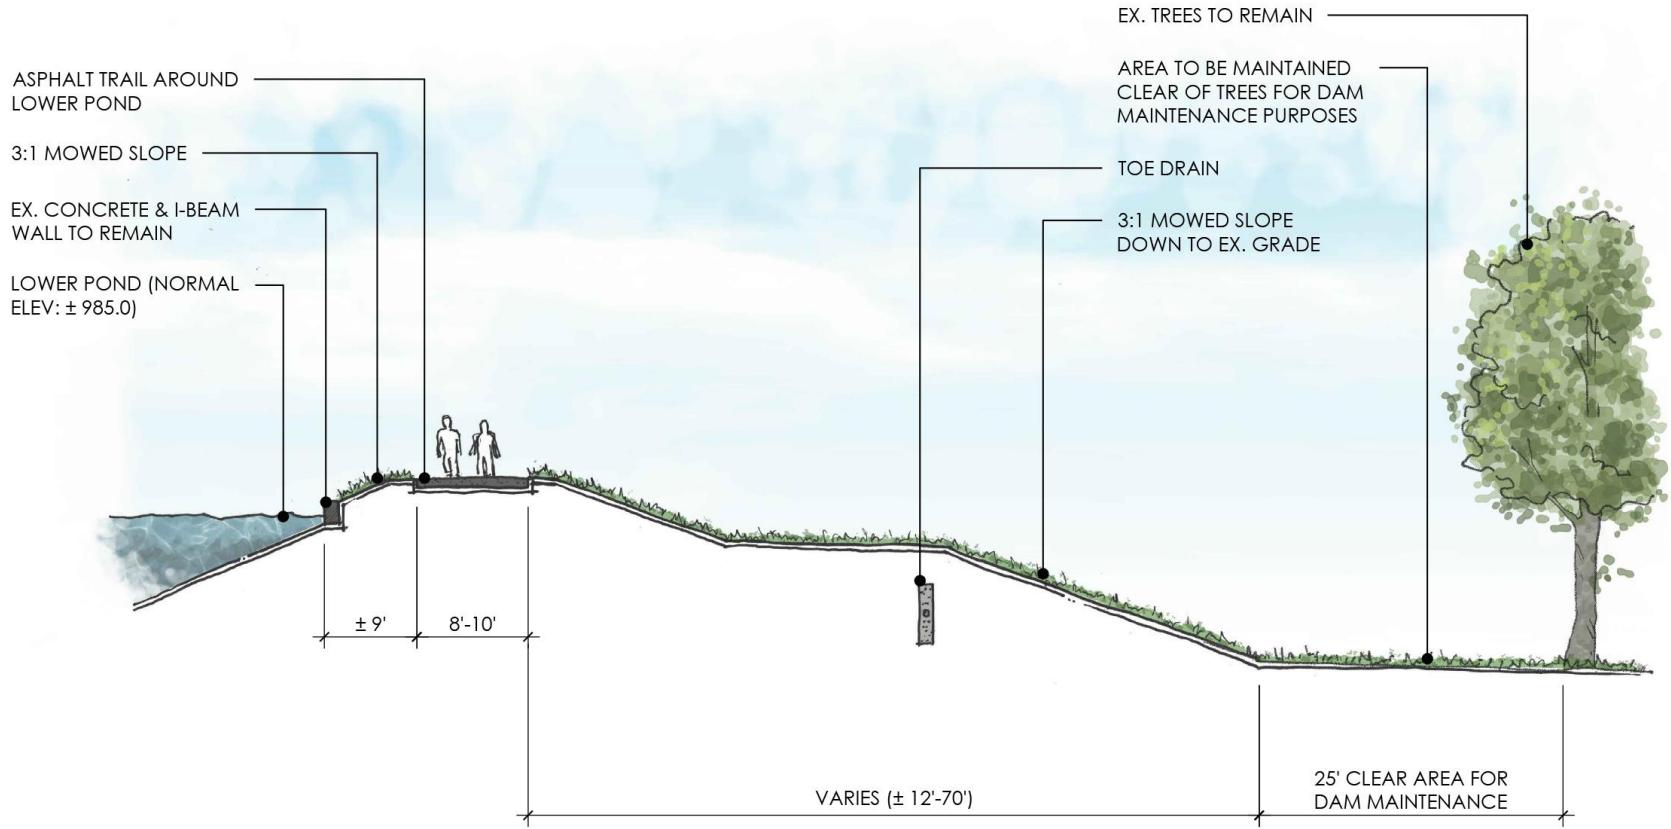 ASPHALT TRAIL AROUND
LOWER POND
3:1 MOWED SLOPE
EX. CONCRETE & I-BEAM
WALL TO REMAIN
LOWER POND (NORMAL
ELEV: ± 985.0)
EX. TREES TO REMAIN
AREA TO BE MAINTAINED
CLEAR OF TREES FOR DAM
MAINTENANCE PURPOSES
TOE DRAIN
3:1 MOWED SLOPE
DOWN TO EX. GRADE
± 9'
8'-10'
VARIES (± 12'-70')
25' CLEAR AREA FOR
DAM MAINTENANCE